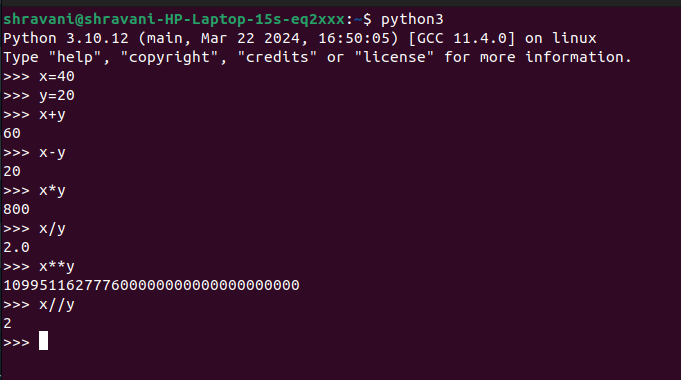 shravani@shravani-HP-Laptop-15s-eq2xxx:~$ python3
Python 3.10.12 (main, Mar 22 2024, 16:50:05) [GCC 11.4.0] on linux
Type "help", "copyright", "credits" or "license" for more information.
>>> x=40
>>> y=20
>>> x+y
60
>>> x-y
20
>>> x*y
800
>>> x/y
2.0
>>> x**y
109951162777600000000000000000000
>>> x//y
2
>>>